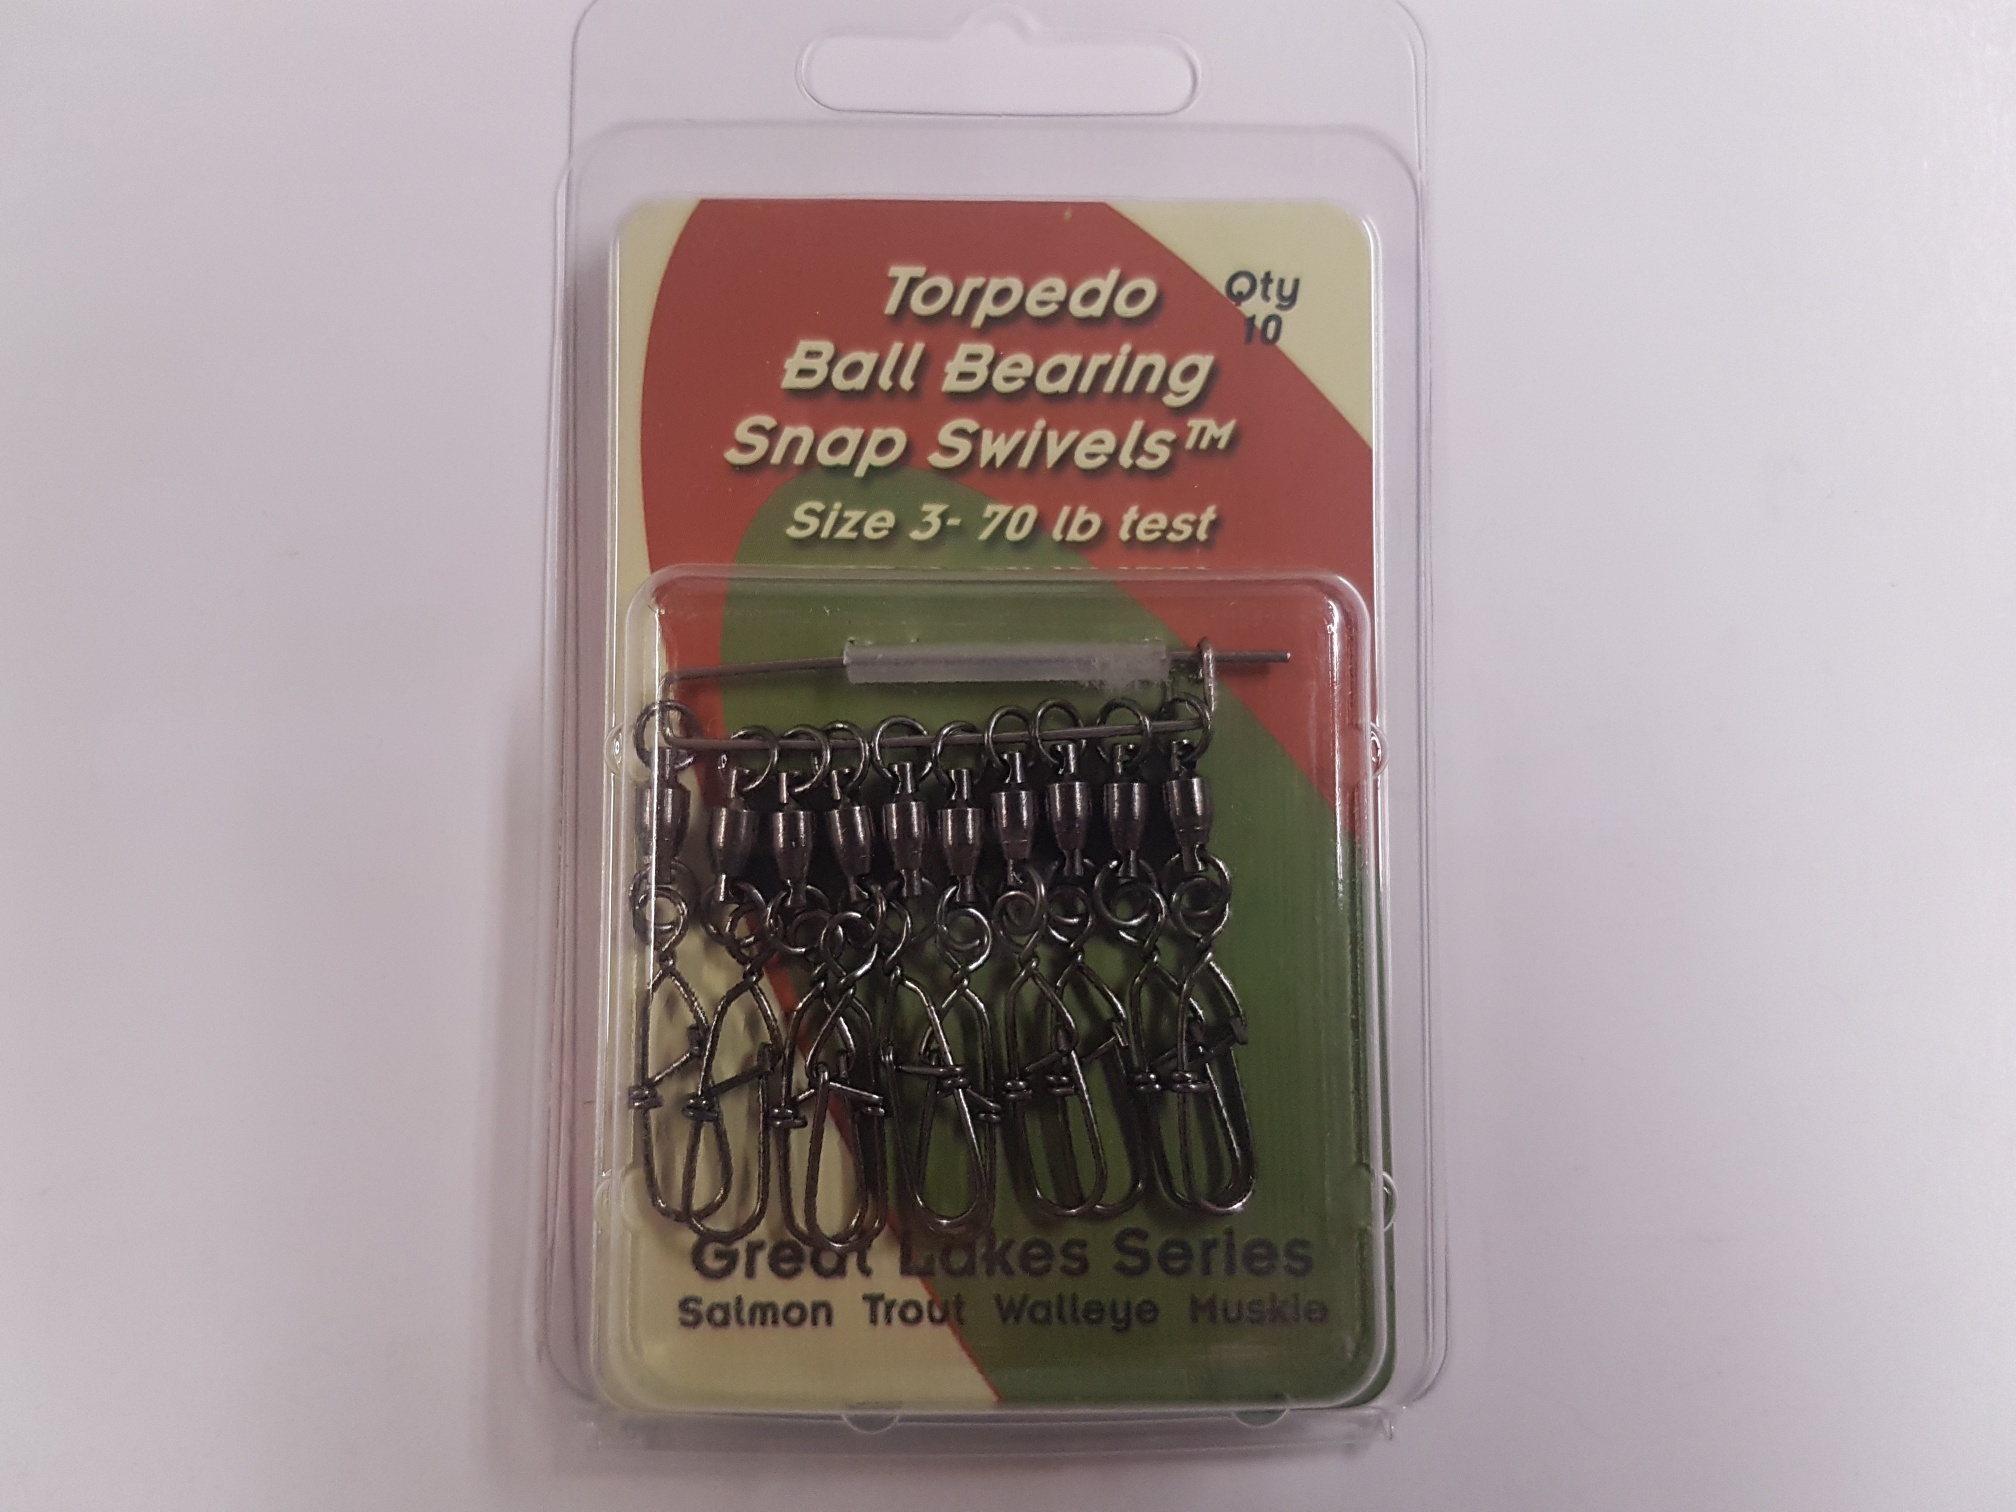 Torpedo
Ball Bearing
Snap Swivels™
Size 3- 70 lb test
Qty
10
Great Lakes Series
Salmon Trout Walleye Muskie